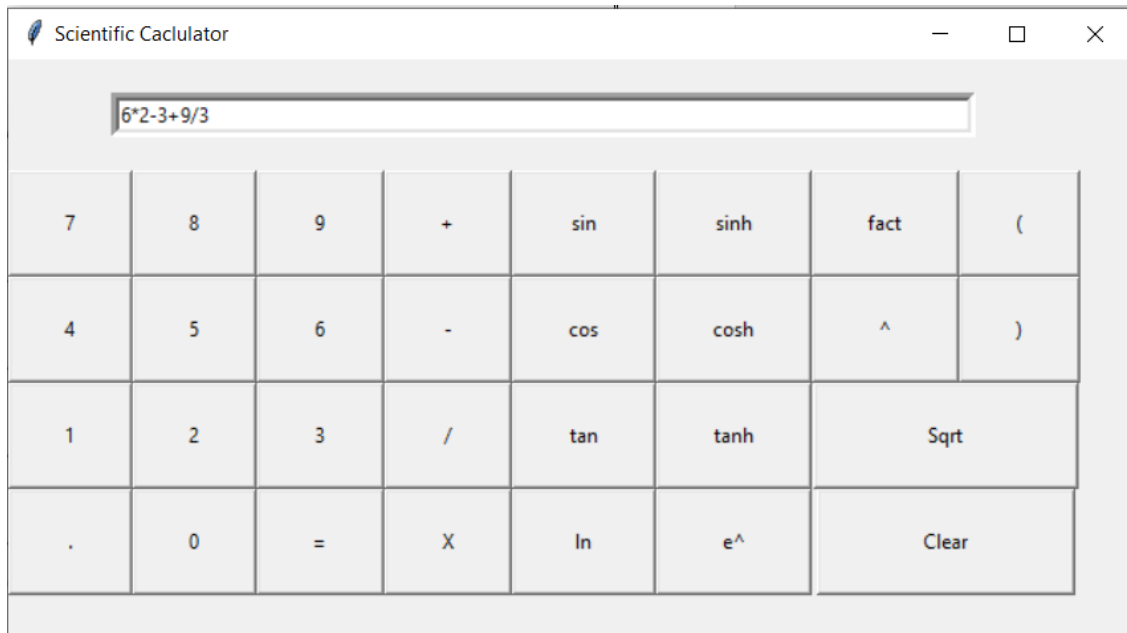 Scientific Caclulator
6*2-3+9/3
7 8 9 + sin sinh fact (
4 5 6 - cos cosh ^ )
1 2 3 / tan tanh Sqrt
. 0 = X ln e^ Clear